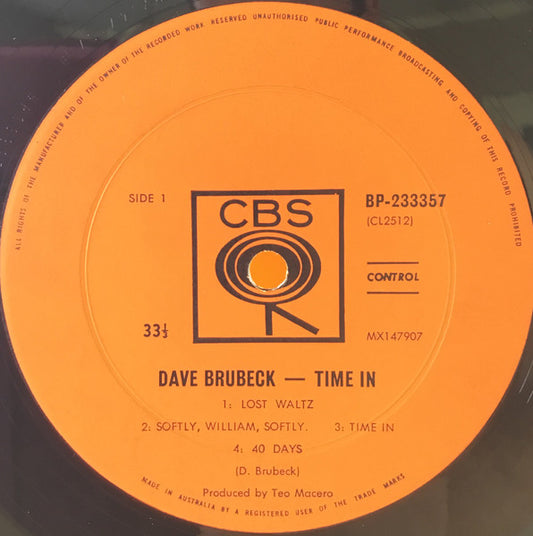 ALL RIGHTS OF THE MANUFACTURER AND OF THE OWNER OF THE RECORDED WORK RESERVED UNAUTHORISED PUBLIC PERFORMANCE BROADCASTING AND COPYING OF THIS RECORD PROHIBITED
SIDE 1
CBS
BP-233357
(CL2512)
CONTROL
33⅓
MX147907
DAVE BRUBECK — TIME IN
1: LOST WALTZ
2: SOFTLY, WILLIAM, SOFTLY. 3: TIME IN
4: 40 DAYS
(D. Brubeck)
Produced by Teo Macero
MADE IN AUSTRALIA BY A REGISTERED USER OF THE TRADE MARKS